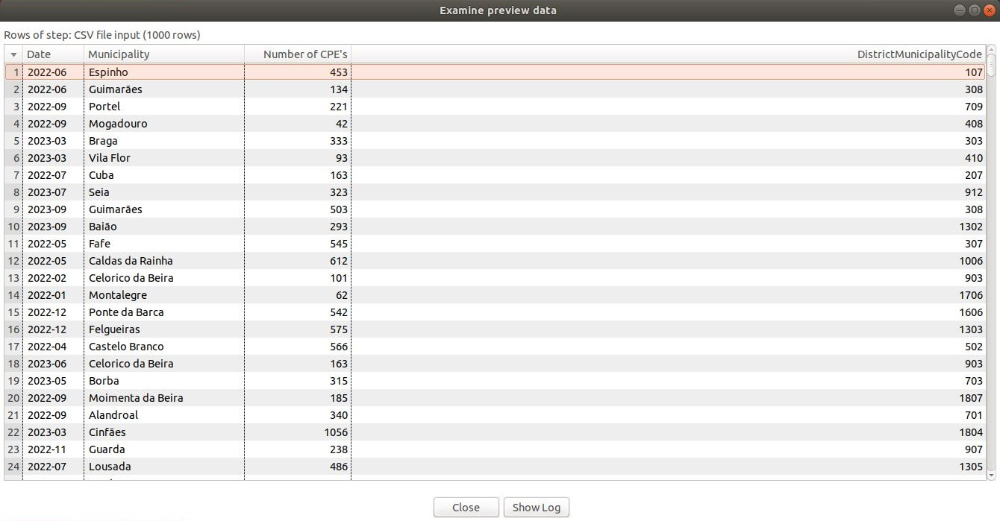 Examine preview data
Rows of step: CSV file input (1000 rows)
Date Municipality Number of CPE's DistrictMunicipalityCode
1 2022-06 Espinho 453 107
2 2022-06 Guimarães 134 308
3 2022-09 Portel 221 709
4 2022-09 Mogadouro 42 408
5 2023-03 Braga 333 303
6 2023-03 Vila Flor 93 410
7 2022-07 Cuba 163 207
8 2023-07 Seia 323 912
9 2023-09 Guimarães 503 308
10 2023-09 Baião 293 1302
11 2022-05 Fafe 545 307
12 2022-05 Caldas da Rainha 612 1006
13 2022-02 Celorico da Beira 101 903
14 2022-01 Montalegre 62 1706
15 2022-12 Ponte da Barca 542 1606
16 2022-12 Felgueiras 575 1303
17 2022-04 Castelo Branco 566 502
18 2023-06 Celorico da Beira 163 903
19 2023-05 Borba 315 703
20 2022-09 Moimenta da Beira 185 1807
21 2022-09 Alandroal 340 701
22 2023-03 Cinfães 1056 1804
23 2022-11 Guarda 238 907
24 2022-07 Lousada 486 1305
Close Show Log